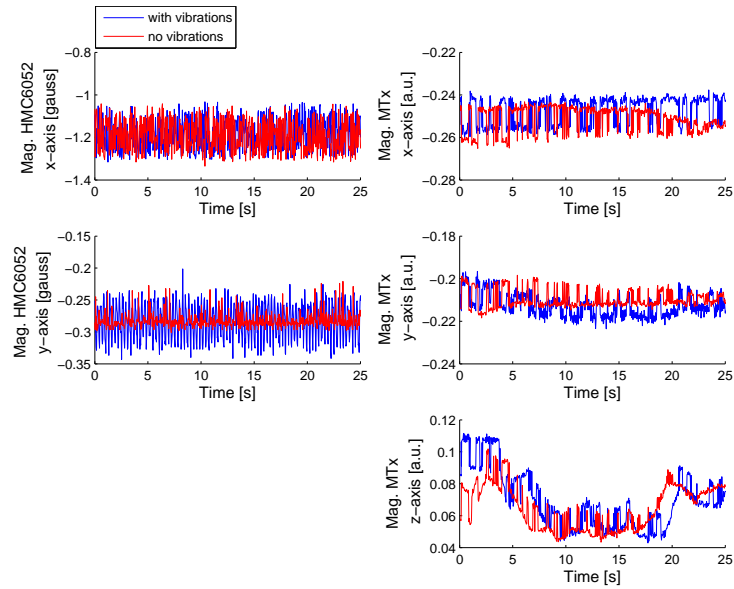 with vibrations
no vibrations
−0.8
−1
−1.2
−1.4
0 5 10 15 20 25
Time [s]
Mag. HMC6052
x−axis [gauss]
−0.22
−0.24
−0.26
−0.28
0 5 10 15 20 25
Time [s]
Mag. MTx
x−axis [a.u.]
−0.15
−0.2
−0.25
−0.3
−0.35
0 5 10 15 20 25
Time [s]
Mag. HMC6052
y−axis [gauss]
−0.18
−0.2
−0.22
−0.24
0 5 10 15 20 25
Time [s]
Mag. MTx
y−axis [a.u.]
0.12
0.1
0.08
0.06
0.04
0 5 10 15 20 25
Time [s]
Mag. MTx
z−axis [a.u.]